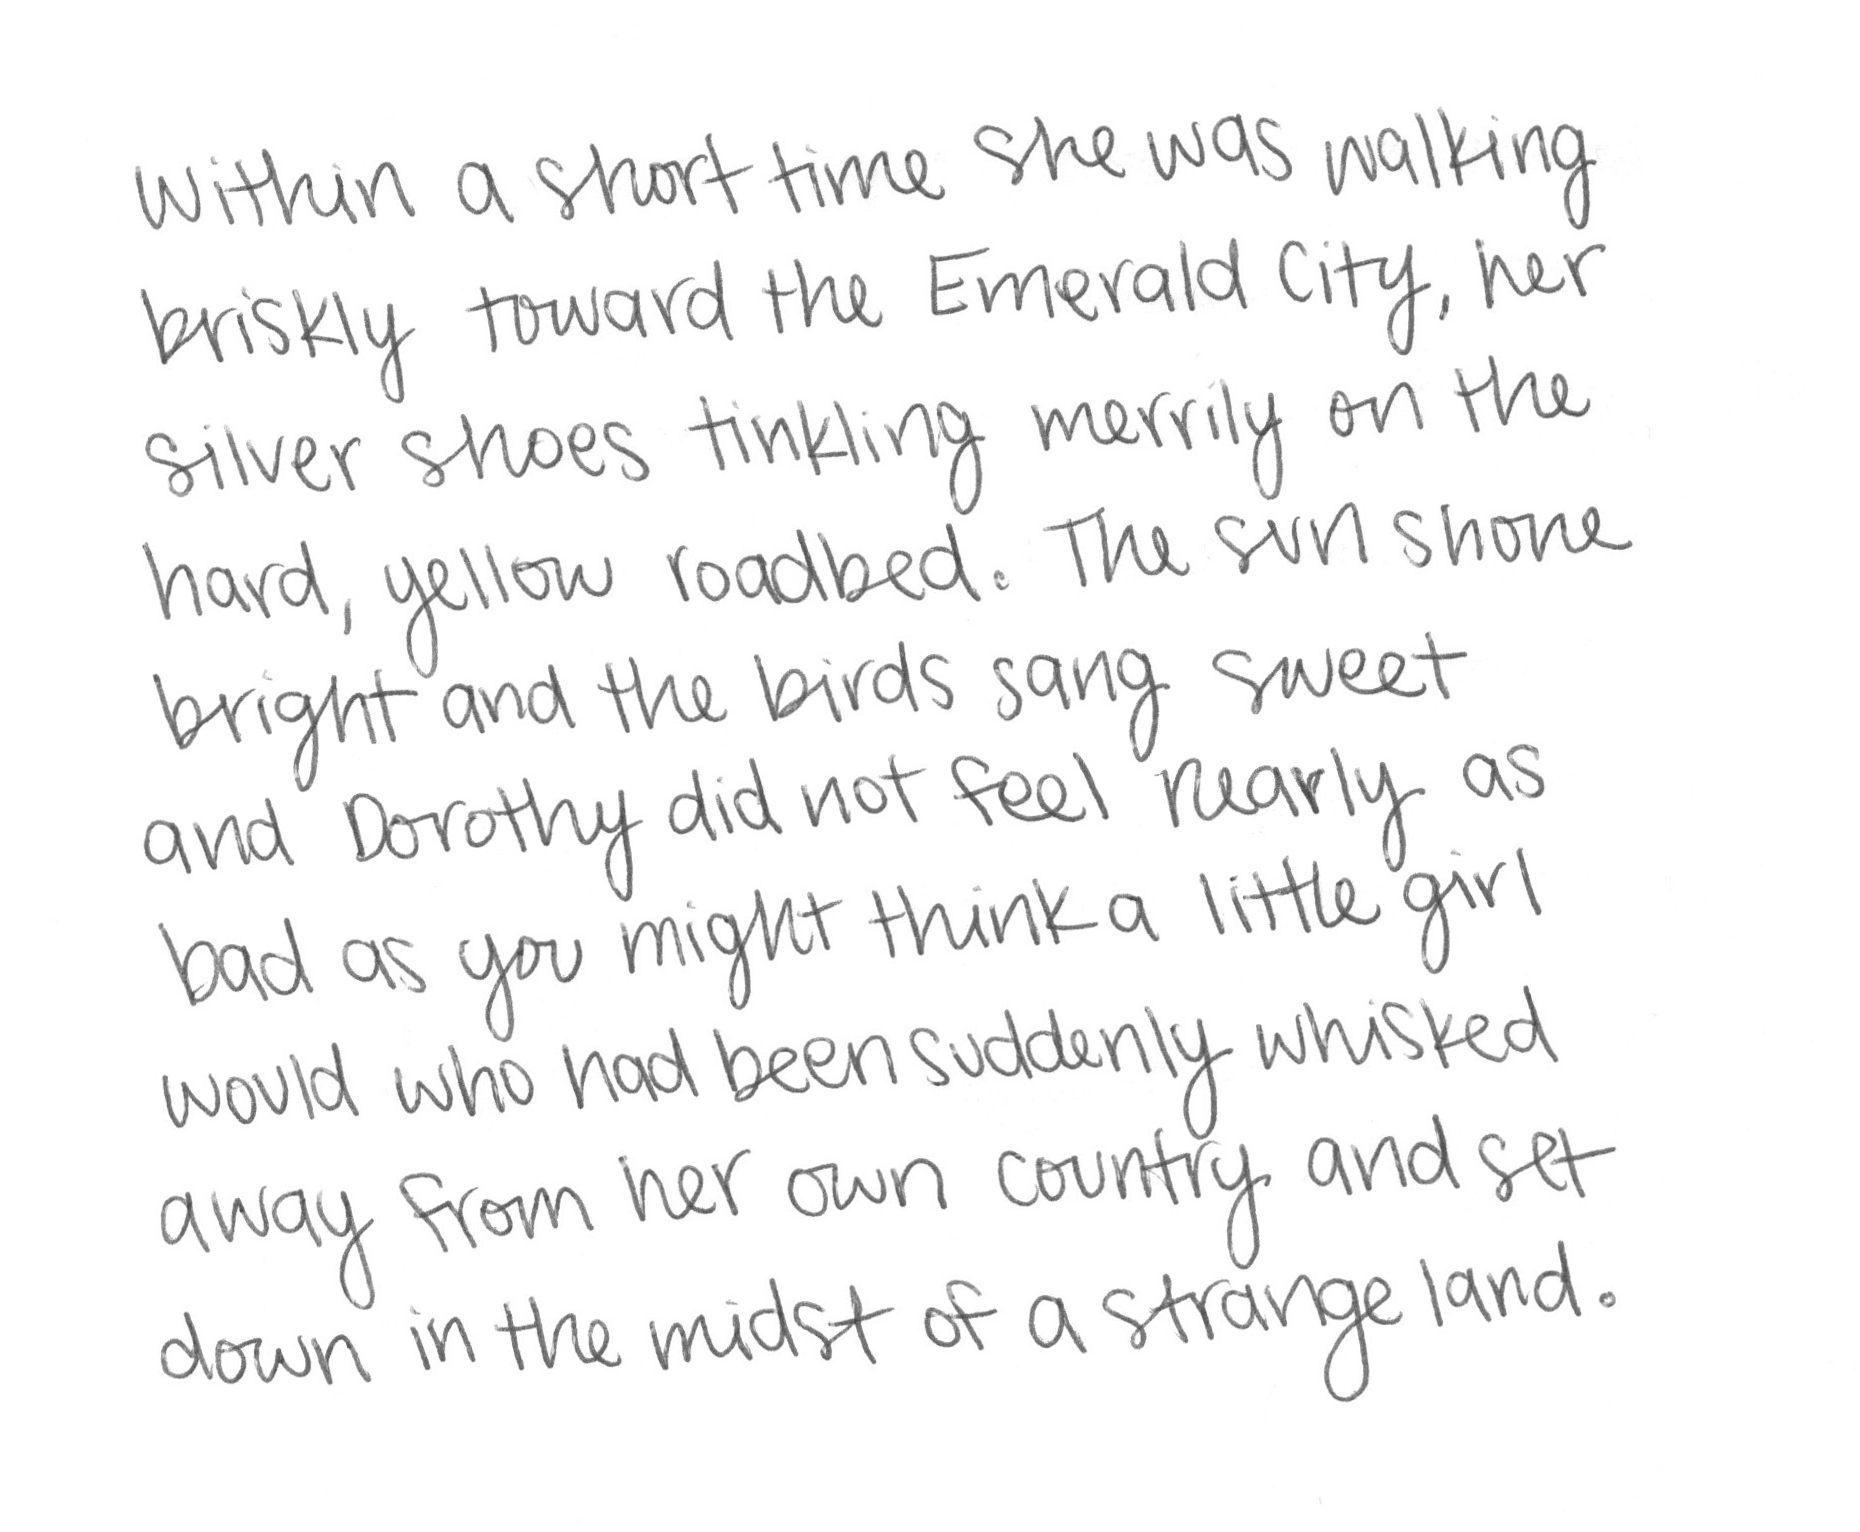 Within a short time she was walking
briskly toward the Emerald City, her
silver shoes tinkling merrily on the
hard, yellow roadbed. The sun shone
bright and the birds sang sweet
and Dorothy did not feel nearly as
bad as you might think a little girl
would who had been suddenly whisked
away from her own country and set
down in the midst of a strange land.